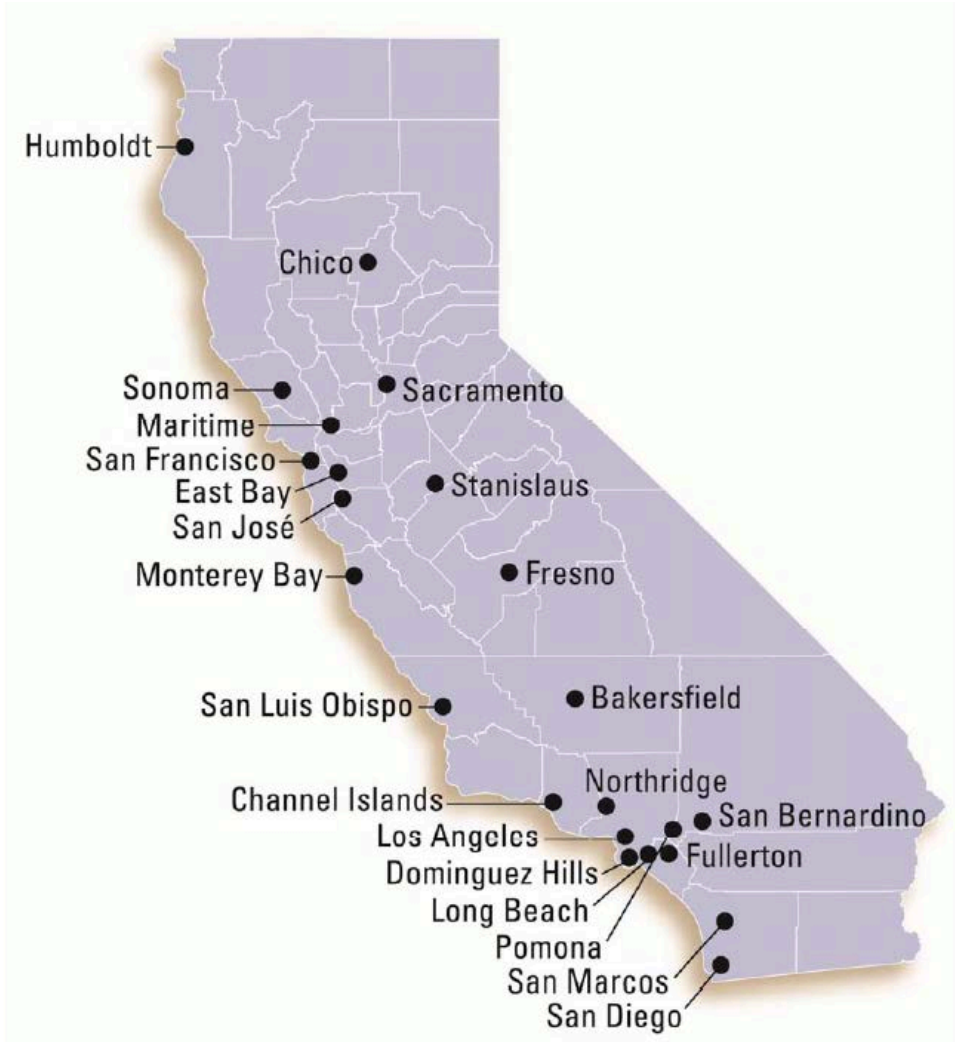 Humboldt
Chico
Sonoma
Sacramento
Maritime
San Francisco
East Bay
Stanislaus
San José
Monterey Bay
Fresno
San Luis Obispo
Bakersfield
Northridge
Channel Islands
San Bernardino
Los Angeles
Fullerton
Dominguez Hills
Long Beach
Pomona
San Marcos
San Diego